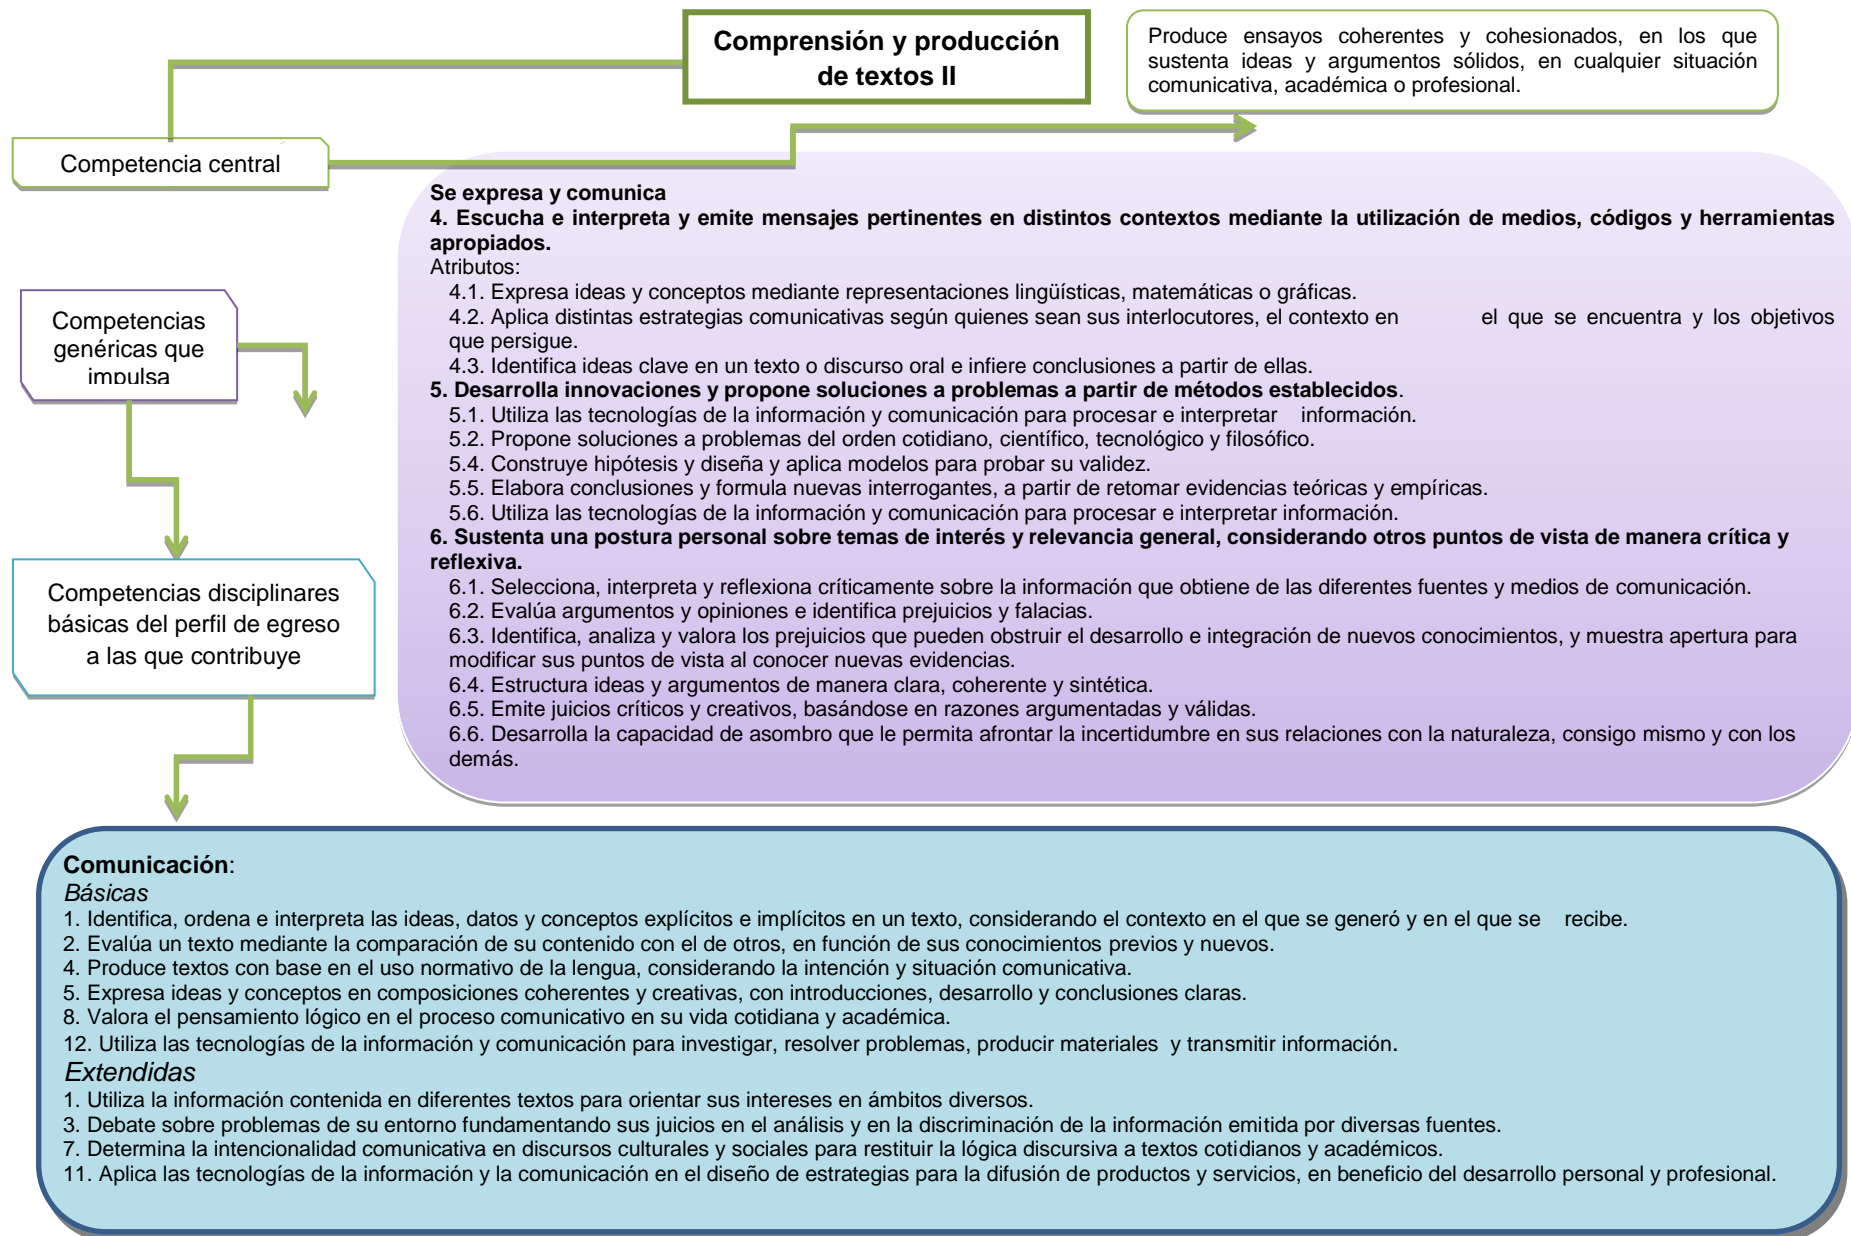 Comprensión y producción
de textos II
Produce ensayos coherentes y cohesionados, en los que
sustenta ideas y argumentos sólidos, en cualquier situación
comunicativa, académica o profesional.
Competencia central
Se expresa y comunica
4. Escucha e interpreta y emite mensajes pertinentes en distintos contextos mediante la utilización de medios, códigos y herramientas
apropiados.
Atributos:
4.1. Expresa ideas y conceptos mediante representaciones lingüísticas, matemáticas o gráficas.
4.2. Aplica distintas estrategias comunicativas según quienes sean sus interlocutores, el contexto en el que se encuentra y los objetivos
que persigue.
4.3. Identifica ideas clave en un texto o discurso oral e infiere conclusiones a partir de ellas.
5. Desarrolla innovaciones y propone soluciones a problemas a partir de métodos establecidos.
5.1. Utiliza las tecnologías de la información y comunicación para procesar e interpretar información.
5.2. Propone soluciones a problemas del orden cotidiano, científico, tecnológico y filosófico.
5.4. Construye hipótesis y diseña y aplica modelos para probar su validez.
5.5. Elabora conclusiones y formula nuevas interrogantes, a partir de retomar evidencias teóricas y empíricas.
5.6. Utiliza las tecnologías de la información y comunicación para procesar e interpretar información.
6. Sustenta una postura personal sobre temas de interés y relevancia general, considerando otros puntos de vista de manera crítica y
reflexiva.
6.1. Selecciona, interpreta y reflexiona críticamente sobre la información que obtiene de las diferentes fuentes y medios de comunicación.
6.2. Evalúa argumentos y opiniones e identifica prejuicios y falacias.
6.3. Identifica, analiza y valora los prejuicios que pueden obstruir el desarrollo e integración de nuevos conocimientos, y muestra apertura para
modificar sus puntos de vista al conocer nuevas evidencias.
6.4. Estructura ideas y argumentos de manera clara, coherente y sintética.
6.5. Emite juicios críticos y creativos, basándose en razones argumentadas y válidas.
6.6. Desarrolla la capacidad de asombro que le permita afrontar la incertidumbre en sus relaciones con la naturaleza, consigo mismo y con los
demás.
Competencias
genéricas que
impulsa
Competencias disciplinares
básicas del perfil de egreso
a las que contribuye
Comunicación:
Básicas
1. Identifica, ordena e interpreta las ideas, datos y conceptos explícitos e implícitos en un texto, considerando el contexto en el que se generó y en el que se recibe.
2. Evalúa un texto mediante la comparación de su contenido con el de otros, en función de sus conocimientos previos y nuevos.
4. Produce textos con base en el uso normativo de la lengua, considerando la intención y situación comunicativa.
5. Expresa ideas y conceptos en composiciones coherentes y creativas, con introducciones, desarrollo y conclusiones claras.
8. Valora el pensamiento lógico en el proceso comunicativo en su vida cotidiana y académica.
12. Utiliza las tecnologías de la información y comunicación para investigar, resolver problemas, producir materiales y transmitir información.
Extendidas
1. Utiliza la información contenida en diferentes textos para orientar sus intereses en ámbitos diversos.
3. Debate sobre problemas de su entorno fundamentando sus juicios en el análisis y en la discriminación de la información emitida por diversas fuentes.
7. Determina la intencionalidad comunicativa en discursos culturales y sociales para restituir la lógica discursiva a textos cotidianos y académicos.
11. Aplica las tecnologías de la información y la comunicación en el diseño de estrategias para la difusión de productos y servicios, en beneficio del desarrollo personal y profesional.